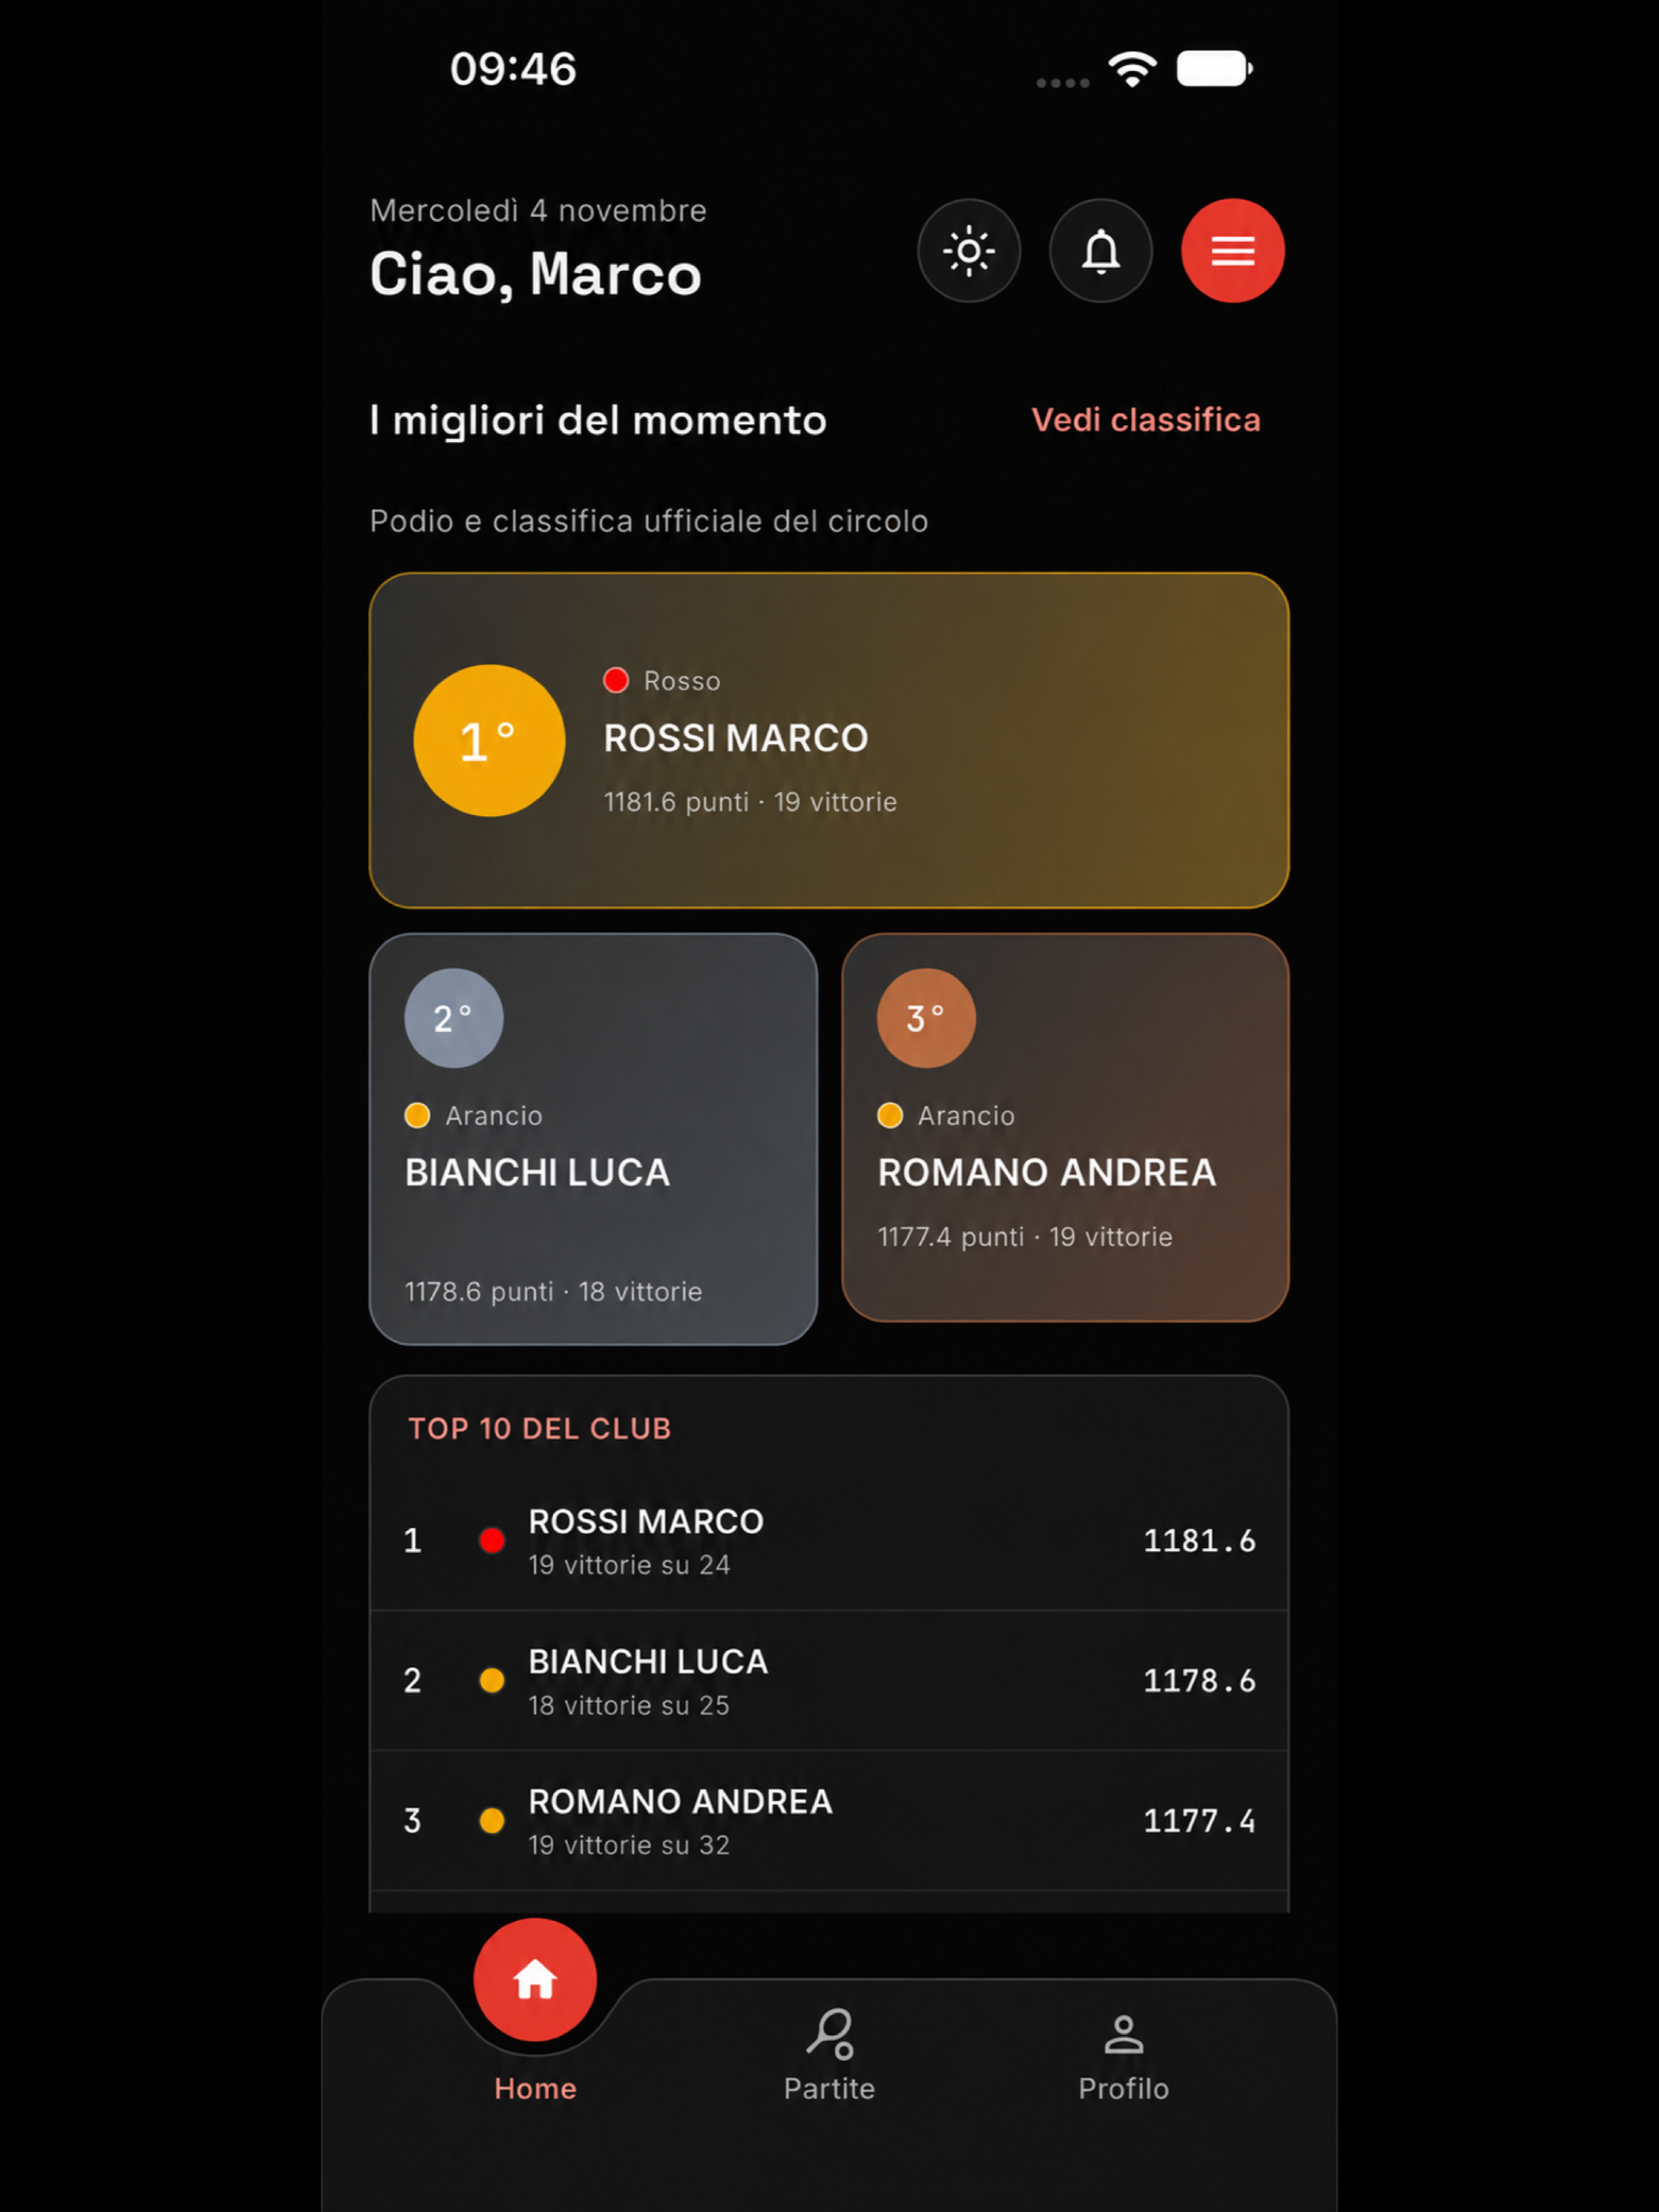 09:46
Mercoledì 4 novembre
Ciao, Marco
I migliori del momento
Vedi classifica
Podio e classifica ufficiale del circolo
1°
Rosso
ROSSI MARCO
1181.6 punti · 19 vittorie
2°
Arancio
BIANCHI LUCA
1178.6 punti · 18 vittorie
3°
Arancio
ROMANO ANDREA
1177.4 punti · 19 vittorie
TOP 10 DEL CLUB
1
ROSSI MARCO
19 vittorie su 24
1181.6
2
BIANCHI LUCA
18 vittorie su 25
1178.6
3
ROMANO ANDREA
19 vittorie su 32
1177.4
Home
Partite
Profilo